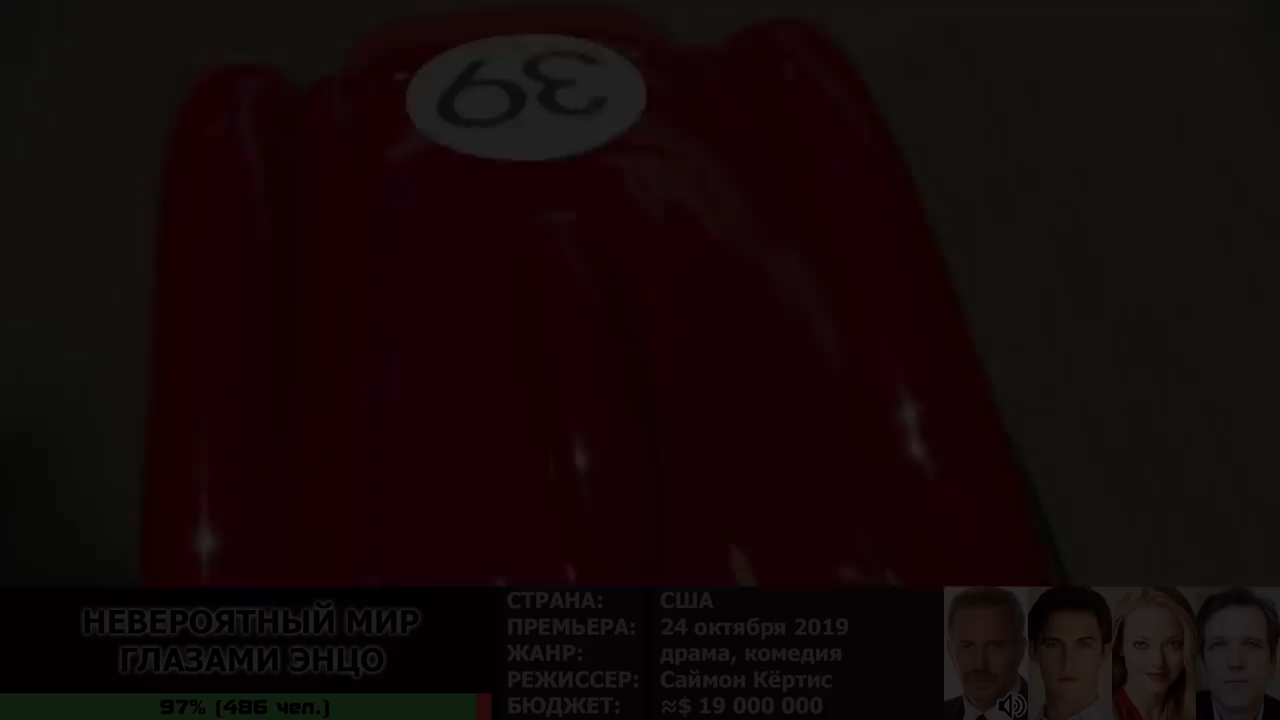 39
НЕВЕРОЯТНЫЙ МИР
ГЛАЗАМИ ЭНЦО
97% (486 чел.)
СТРАНА: США
ПРЕМЬЕРА: 24 октября 2019
ЖАНР: драма, комедия
РЕЖИССЕР: Саймон Кёртис
БЮДЖЕТ: ≈$ 19 000 000